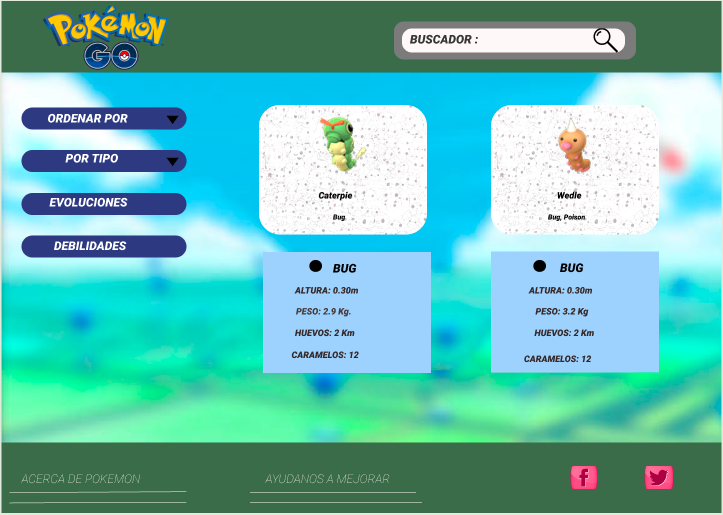 POKÉMON
GO
BUSCADOR :
ORDENAR POR
POR TIPO
EVOLUCIONES
DEBILIDADES
Caterpie
Bug.
BUG
ALTURA: 0.30m
PESO: 2.9 Kg.
HUEVOS: 2 Km
CARAMELOS: 12
Wedle
Bug, Poison.
BUG
ALTURA: 0.30m
PESO: 3.2 Kg
HUEVOS: 2 Km
CARAMELOS: 12
ACERCA DE POKEMON
AYUDANOS A MEJORAR
f